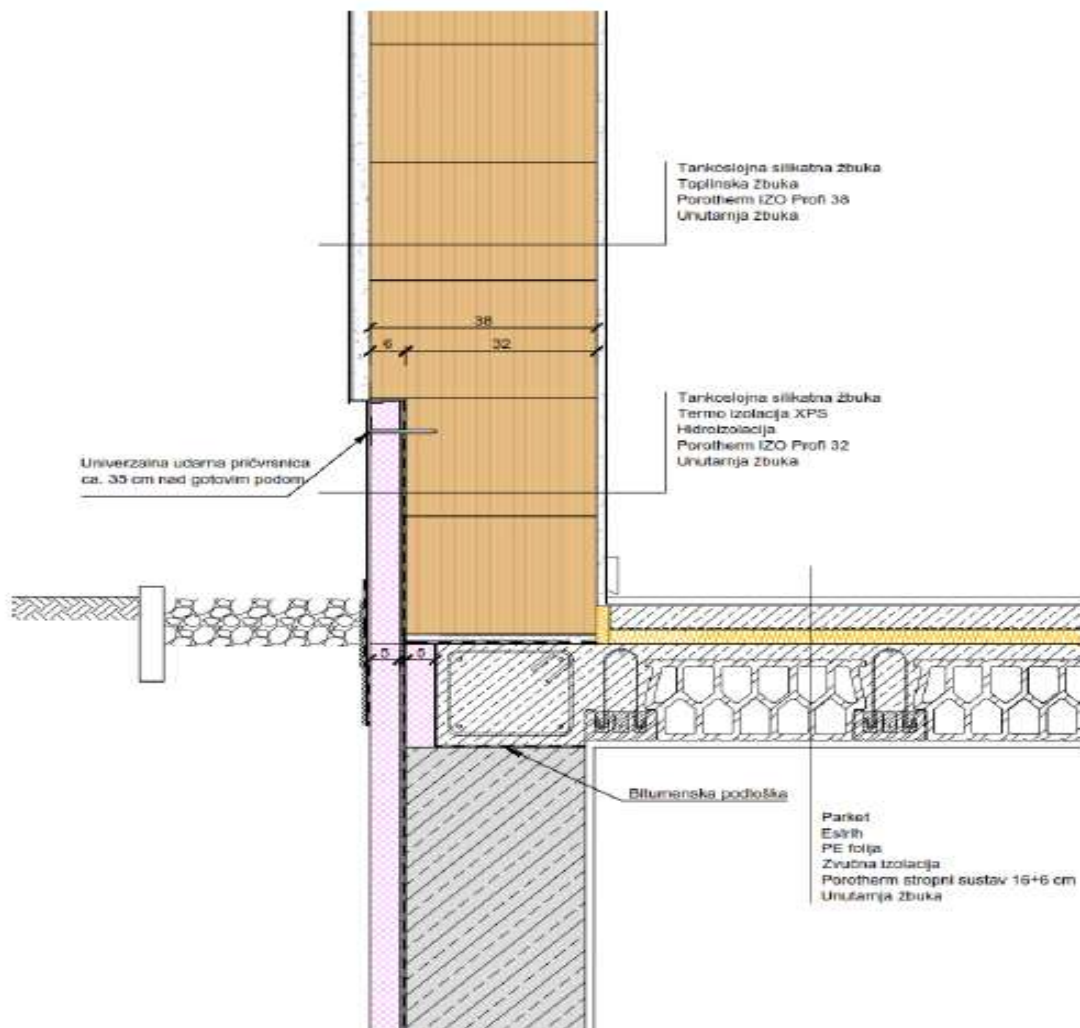 Tankoslojna silikatna žbuka
Toplinska žbuka
Porotherm IZO Profi 38
Unutarnja žbuka
38
6 32
Tankoslojna silikatna žbuka
Termo izolacija XPS
Hidroizolacija
Porotherm IZO Profi 32
Unutarnja žbuka
Univerzalna udarna pričvrsnica
ca. 35 cm nad gotovim podom
5 5
Bitumenska podloška
Parket
Estrih
PE folija
Zvučna izolacija
Porotherm stropni sustav 16+6 cm
Unutarnja žbuka